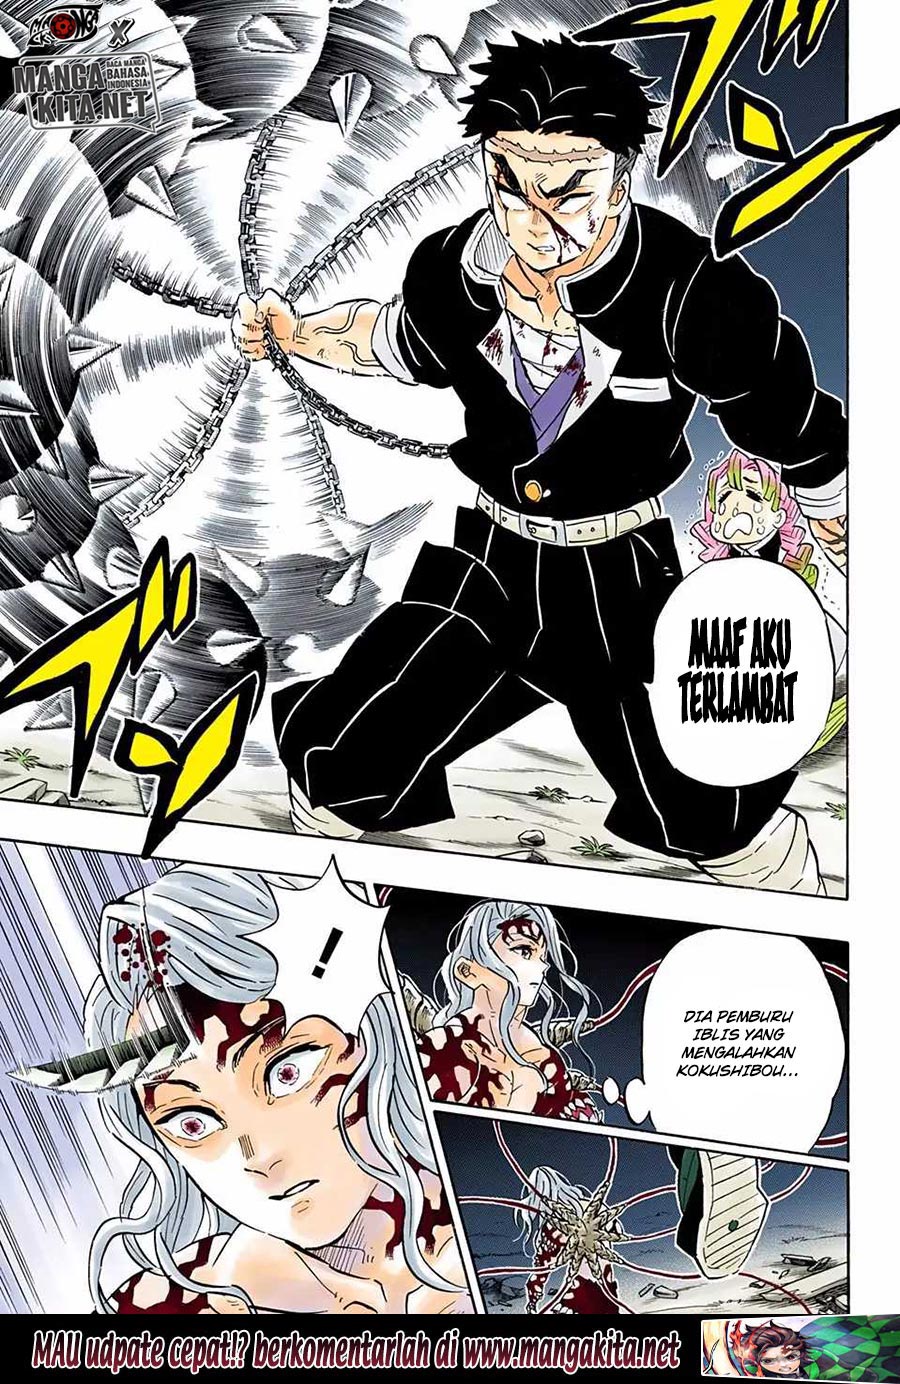 X
MANGA
KITA.NET
BACA MANGA
BAHASA
INDONESIA
MAAF AKU
TERLAMBAT
!
DIA PEMBURU
IBLIS YANG
MENGALAHKAN
KOKUSHIBOU...
MAU udpate cepat!? berkomentarlah di www.mangakita.net